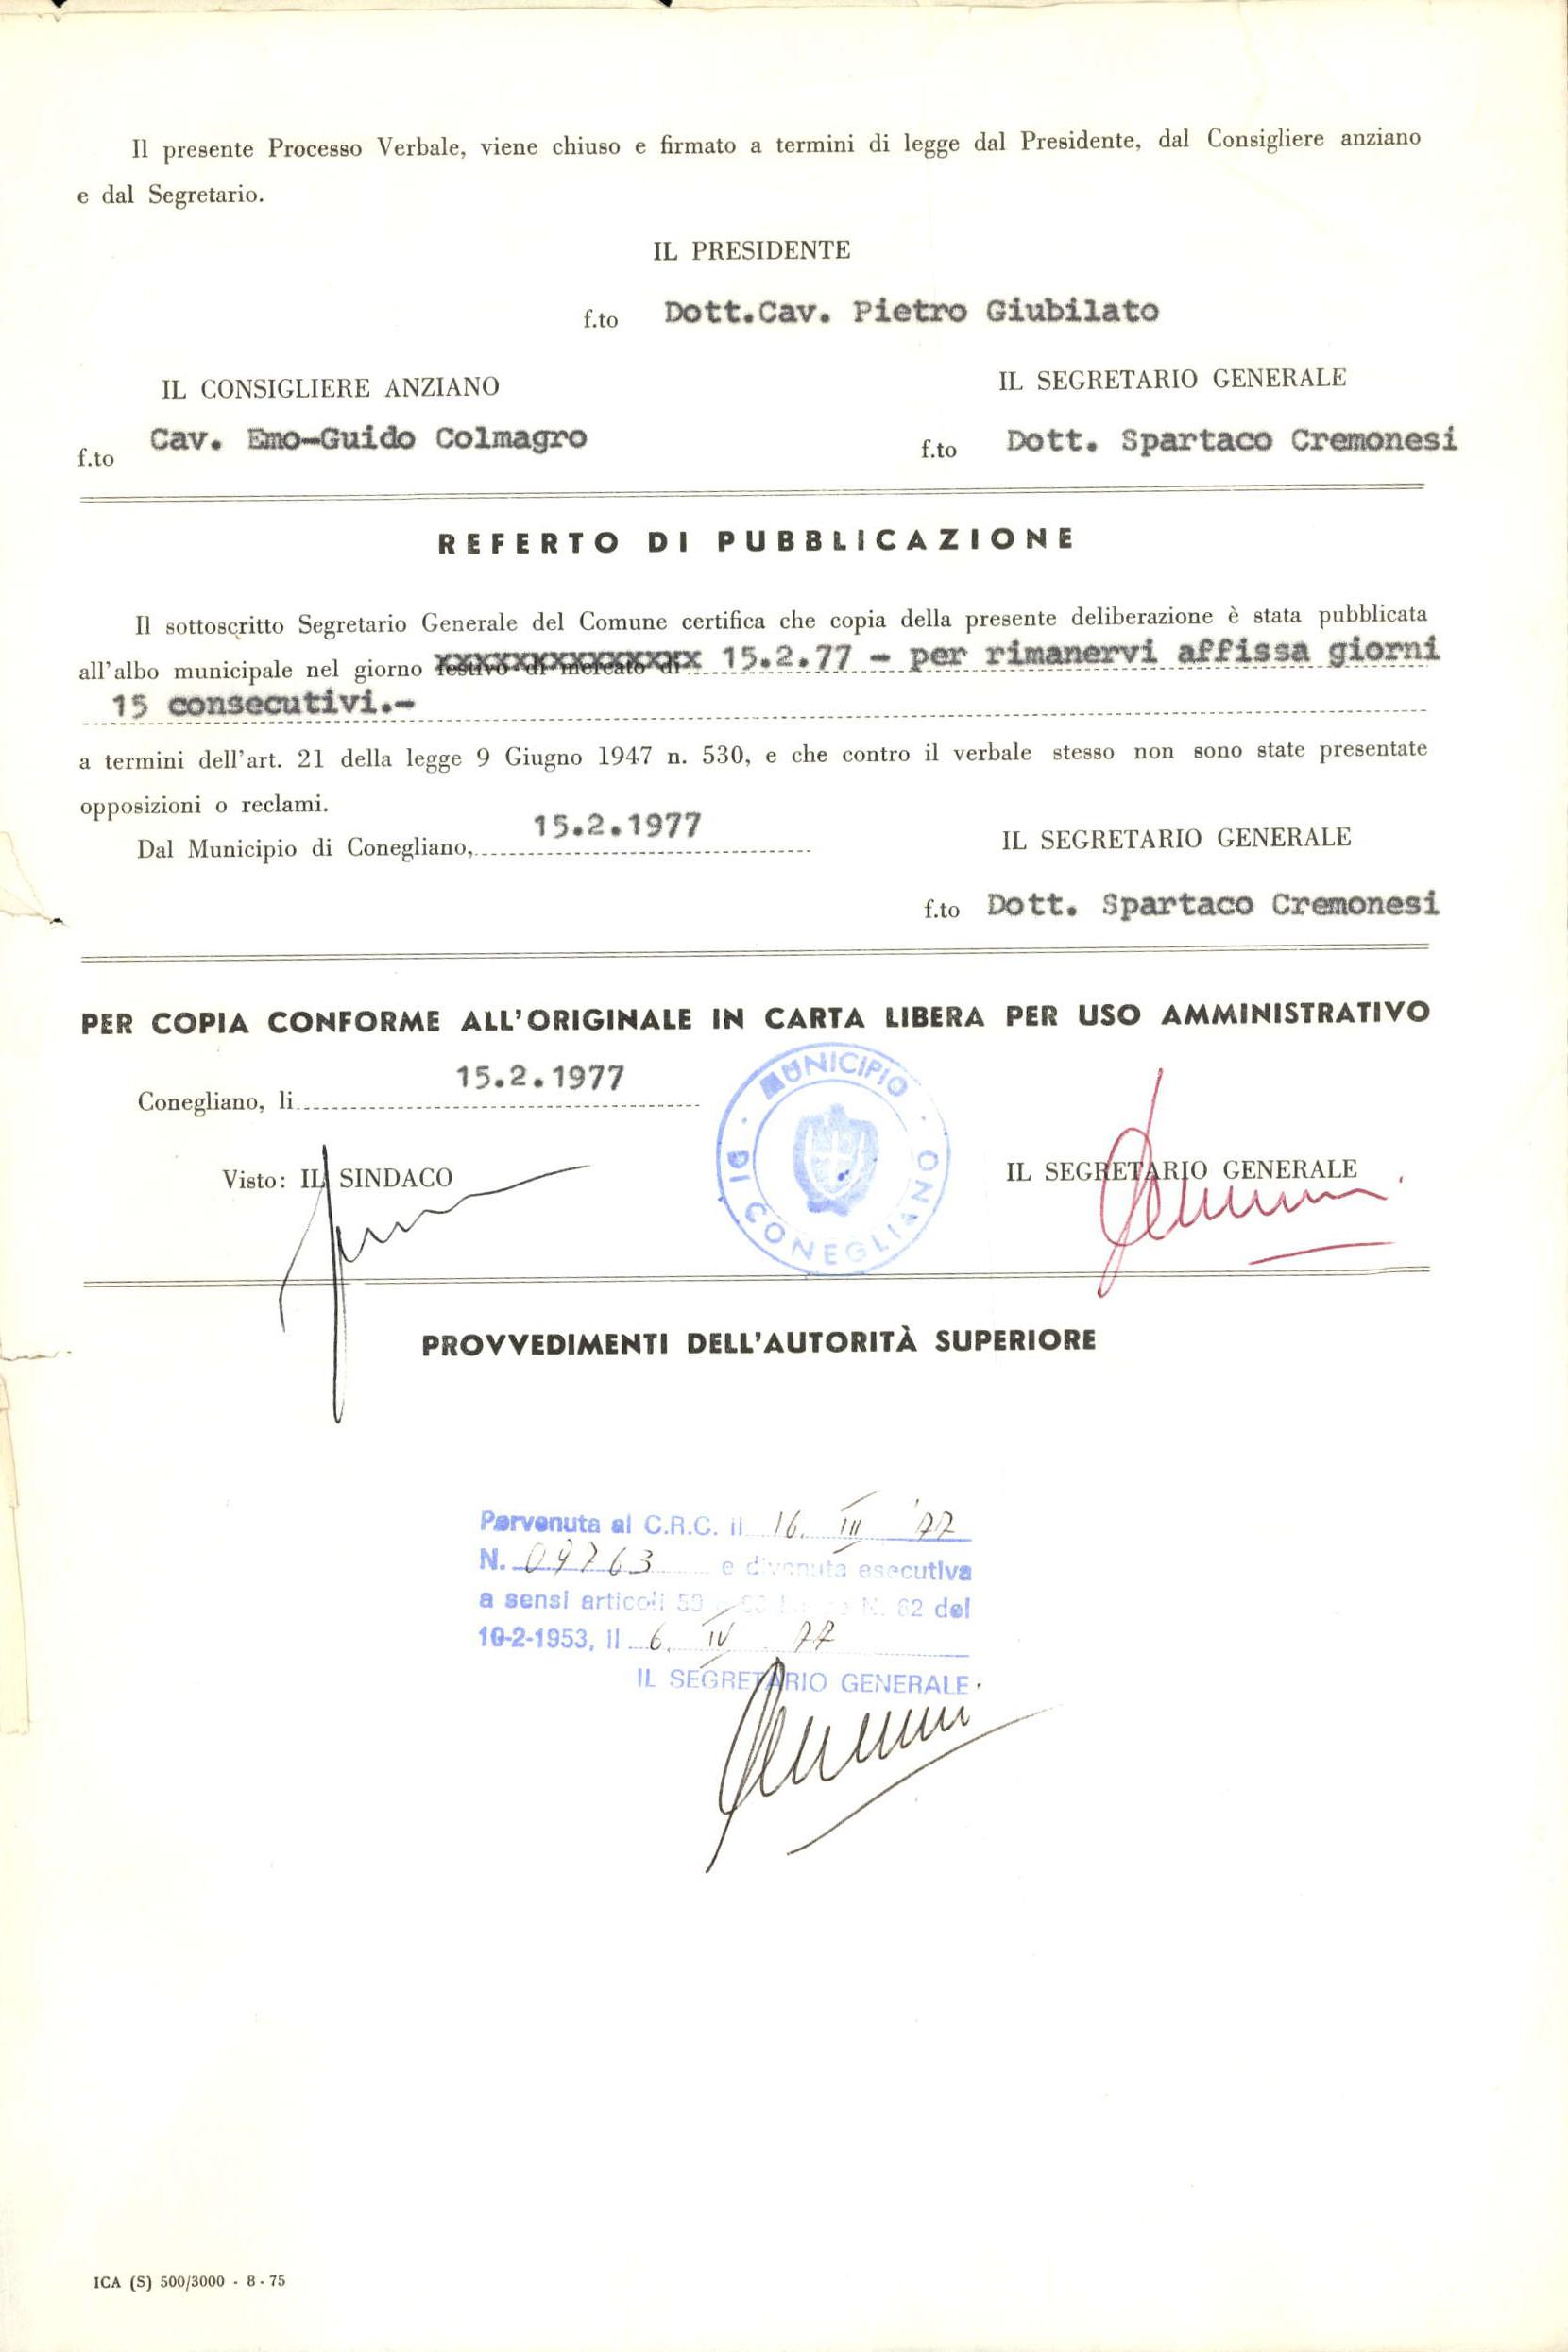 Il presente Processo Verbale, viene chiuso e firmato a termini di legge dal Presidente, dal Consigliere anziano
e dal Segretario.
IL PRESIDENTE
f.to Dott.Cav. Pietro Giubilato
IL CONSIGLIERE ANZIANO
f.to Cav. Emo-Guido Colmagro
IL SEGRETARIO GENERALE
f.to Dott. Spartaco Cremonesi
REFERTO DI PUBBLICAZIONE
Il sottoscritto Segretario Generale del Comune certifica che copia della presente deliberazione è stata pubblicata
all'albo municipale nel giorno festivo di mercato di 15.2.77 - per rimanervi affissa giorni
15 consecutivi.-
a termini dell'art. 21 della legge 9 Giugno 1947 n. 530, e che contro il verbale stesso non sono state presentate
opposizioni o reclami.
Dal Municipio di Conegliano, 15.2.1977
IL SEGRETARIO GENERALE
f.to Dott. Spartaco Cremonesi
PER COPIA CONFORME ALL'ORIGINALE IN CARTA LIBERA PER USO AMMINISTRATIVO
Conegliano, li 15.2.1977
MUNICIPIO DI CONEGLIANO
Visto: IL SINDACO
IL SEGRETARIO GENERALE
PROVVEDIMENTI DELL'AUTORITÀ SUPERIORE
Pervenuta al C.R.C. il 16. III '77
N. 09763 e divenuta esecutiva
a sensi articoli 59 N. 62 del
10-2-1953, il 6. IV 77
IL SEGRETARIO GENERALE
ICA (S) 500/3000 - 8 - 75